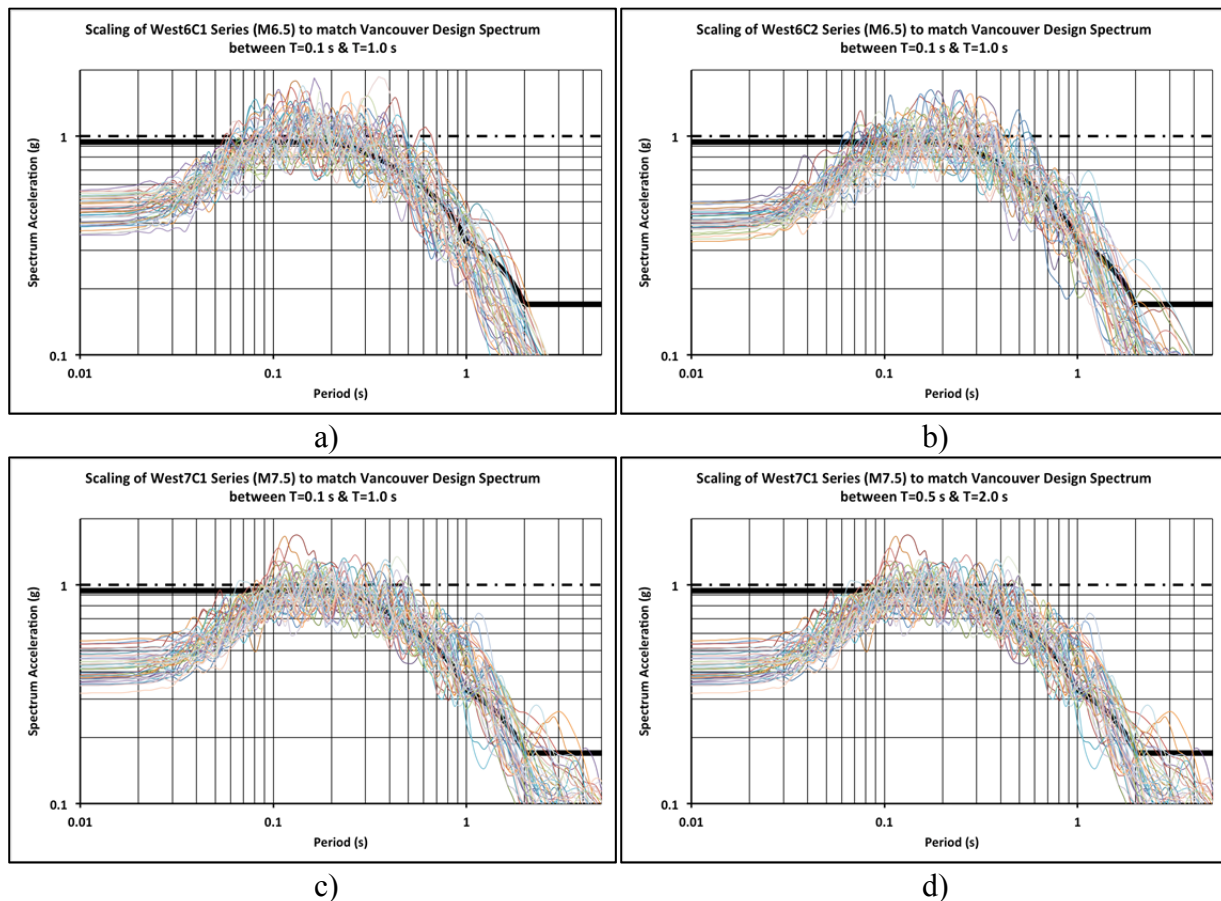 Scaling of West6C1 Series (M6.5) to match Vancouver Design Spectrum
between T=0.1 s & T=1.0 s
Spectrum Acceleration (g)
1
0.1
0.01
0.1
1
Period (s)
a)
Scaling of West6C2 Series (M6.5) to match Vancouver Design Spectrum
between T=0.1 s & T=1.0 s
Spectrum Acceleration (g)
1
0.1
0.01
0.1
1
Period (s)
b)
Scaling of West7C1 Series (M7.5) to match Vancouver Design Spectrum
between T=0.1 s & T=1.0 s
Spectrum Acceleration (g)
1
0.1
0.01
0.1
1
Period (s)
c)
Scaling of West7C1 Series (M7.5) to match Vancouver Design Spectrum
between T=0.5 s & T=2.0 s
Spectrum Acceleration (g)
1
0.1
0.01
0.1
1
Period (s)
d)